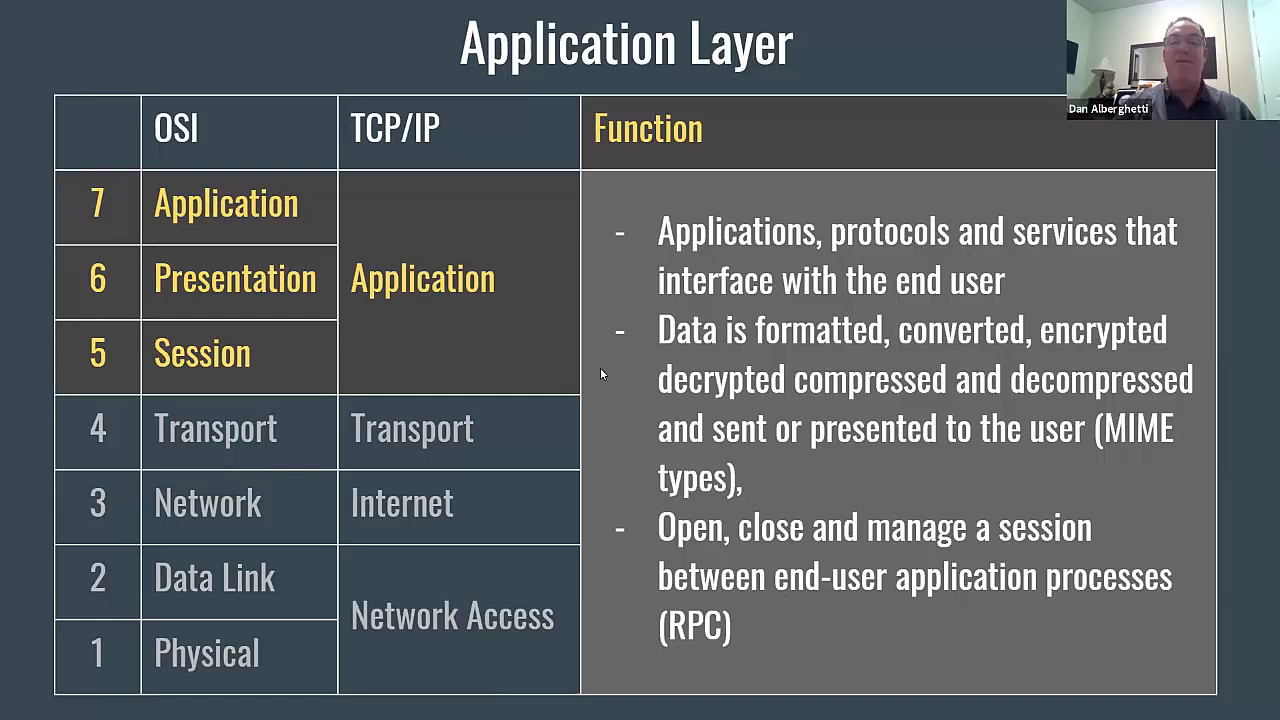 Application Layer
Dan Alberghetti
OSI
TCP/IP
Function
7
Application
6
Presentation
5
Session
Application
4
Transport
Transport
3
Network
Internet
2
Data Link
1
Physical
Network Access
- Applications, protocols and services that
interface with the end user
- Data is formatted, converted, encrypted
decrypted compressed and decompressed
and sent or presented to the user (MIME
types),
- Open, close and manage a session
between end-user application processes
(RPC)